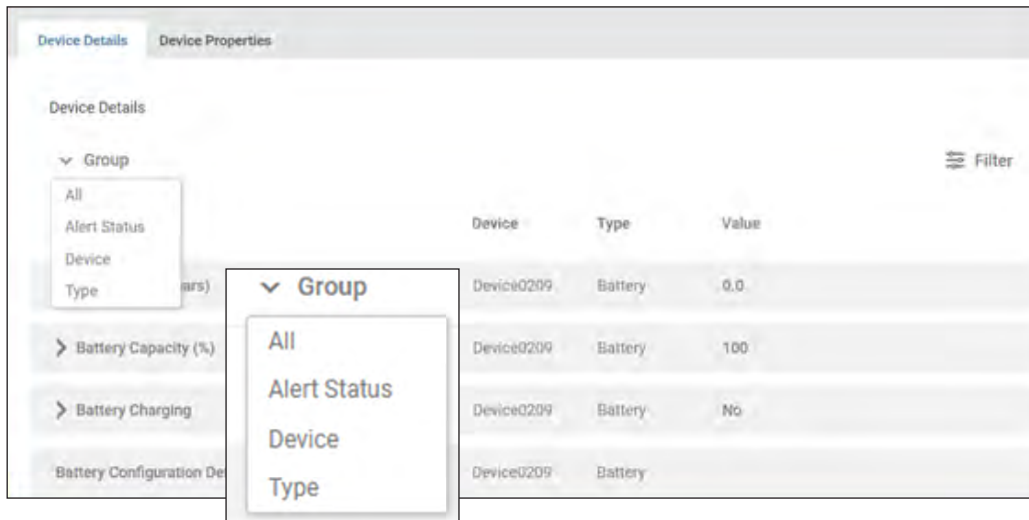 Device Details Device Properties
Device Details
Group Filter
All
Alert Status
Device
Type
Device Type Value
ars) Device0209 Battery 0.0
Battery Capacity (%) Device0209 Battery 100
Battery Charging Device0209 Battery No
Battery Configuration De Device0209 Battery
Group
All
Alert Status
Device
Type